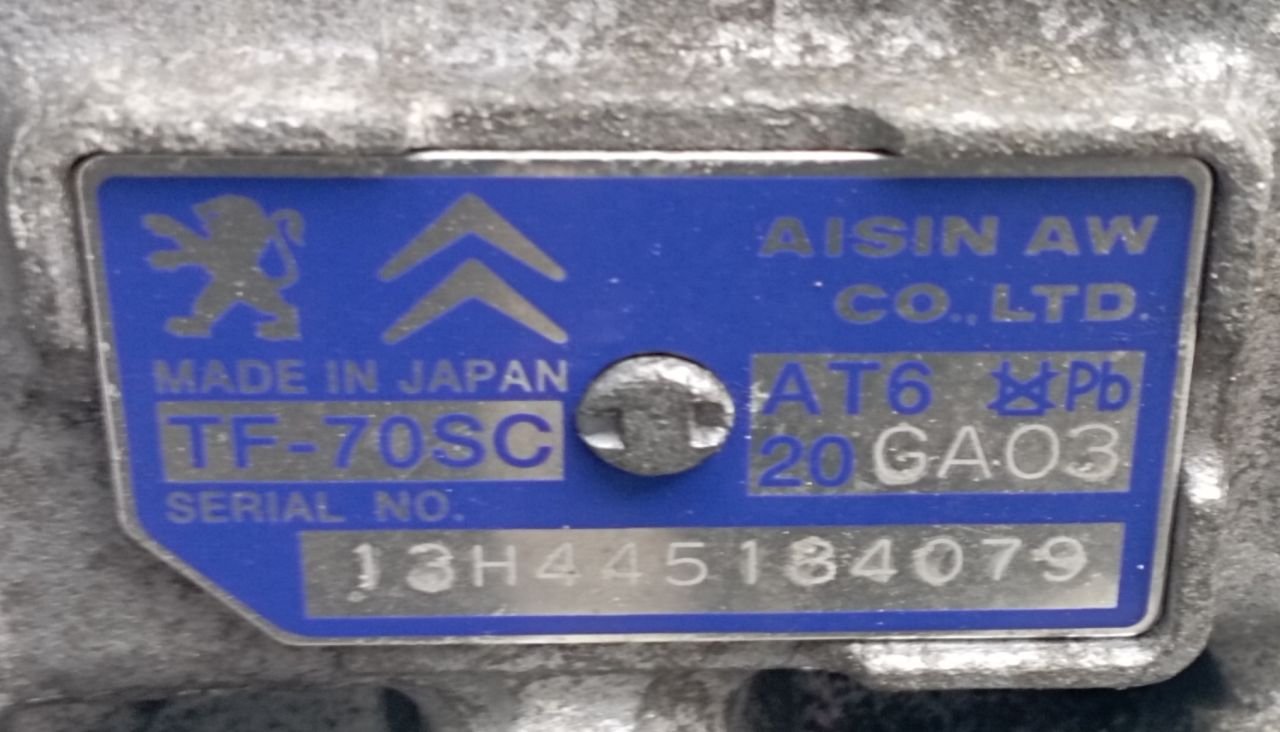 AISIN AW
CO., LTD.
MADE IN JAPAN
TF-70SC
AT6 Pb
20 GA03
SERIAL NO.
13H445184079